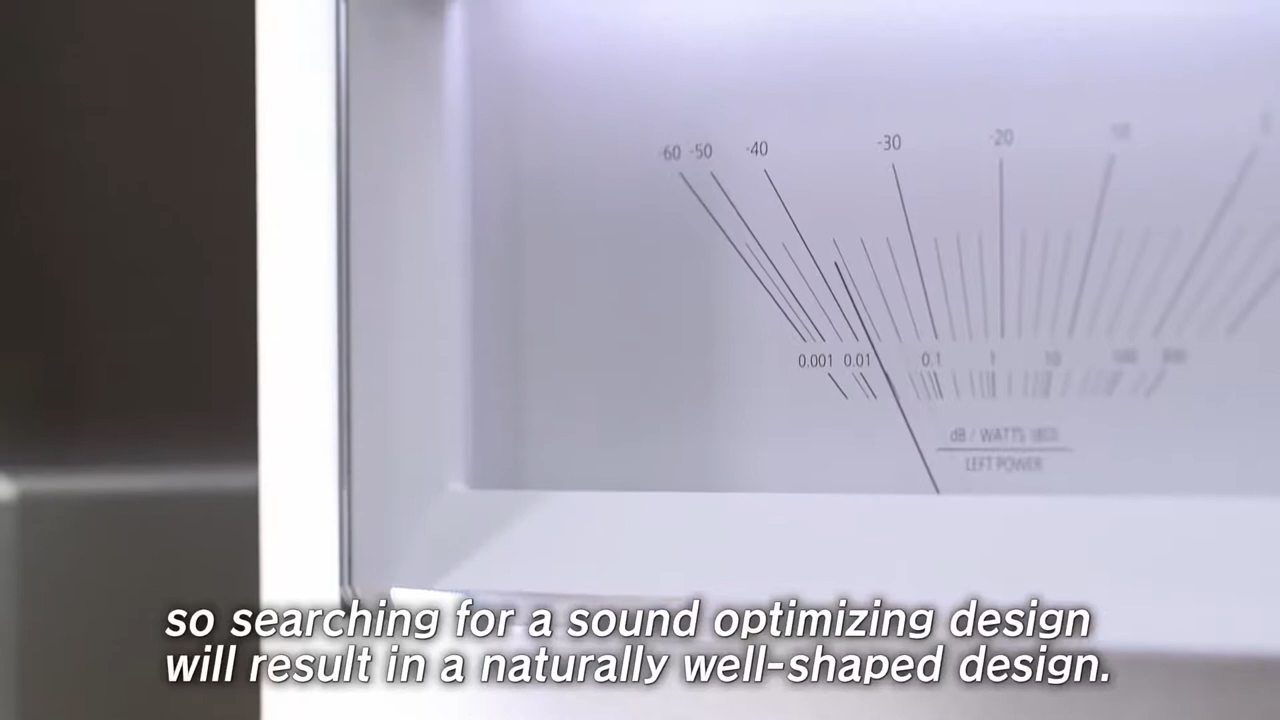 -60 -50 -40 -30 -20 -10
0.001 0.01 0.1 1 10
dB / WATTS
LEFT POWER
so searching for a sound optimizing design
will result in a naturally well-shaped design.